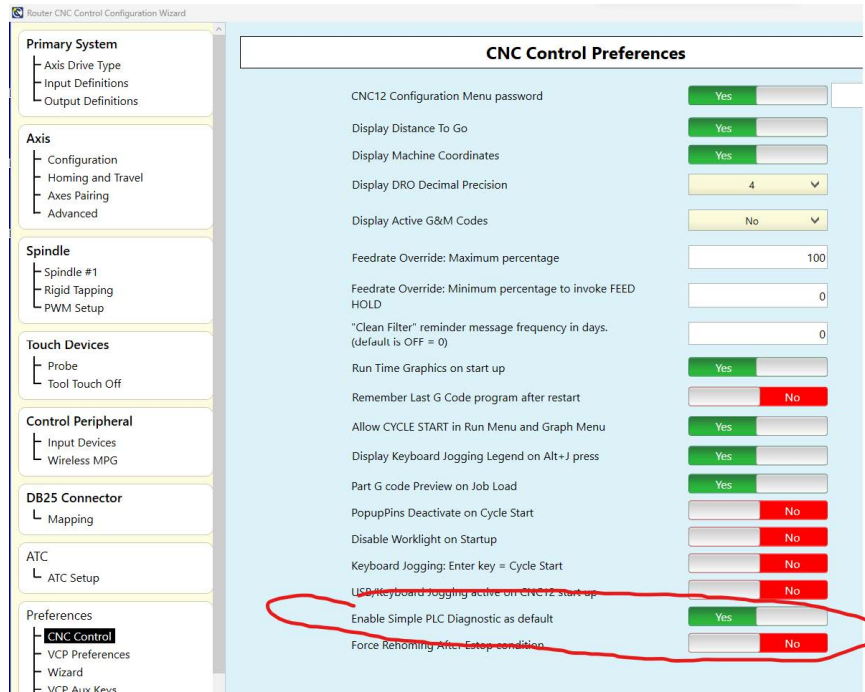 Router CNC Control Configuration Wizard
Primary System
Axis Drive Type
Input Definitions
Output Definitions
Axis
Configuration
Homing and Travel
Axes Pairing
Advanced
Spindle
Spindle #1
Rigid Tapping
PWM Setup
Touch Devices
Probe
Tool Touch Off
Control Peripheral
Input Devices
Wireless MPG
DB25 Connector
Mapping
ATC
ATC Setup
Preferences
CNC Control
VCP Preferences
Wizard
VCP Aux Keys
CNC Control Preferences
CNC12 Configuration Menu password Yes
Display Distance To Go Yes
Display Machine Coordinates Yes
Display DRO Decimal Precision 4
Display Active G&M Codes No
Feedrate Override: Maximum percentage 100
Feedrate Override: Minimum percentage to invoke FEED
HOLD 0
"Clean Filter" reminder message frequency in days.
(default is OFF = 0) 0
Run Time Graphics on start up Yes
Remember Last G Code program after restart No
Allow CYCLE START in Run Menu and Graph Menu Yes
Display Keyboard Jogging Legend on Alt+J press Yes
Part G code Preview on Job Load Yes
PopupPins Deactivate on Cycle Start No
Disable Worklight on Startup No
Keyboard Jogging: Enter key = Cycle Start No
USB/Keyboard Jogging active on CNC12 start up No
Enable Simple PLC Diagnostic as default Yes
Force Rehoming After Estop condition No